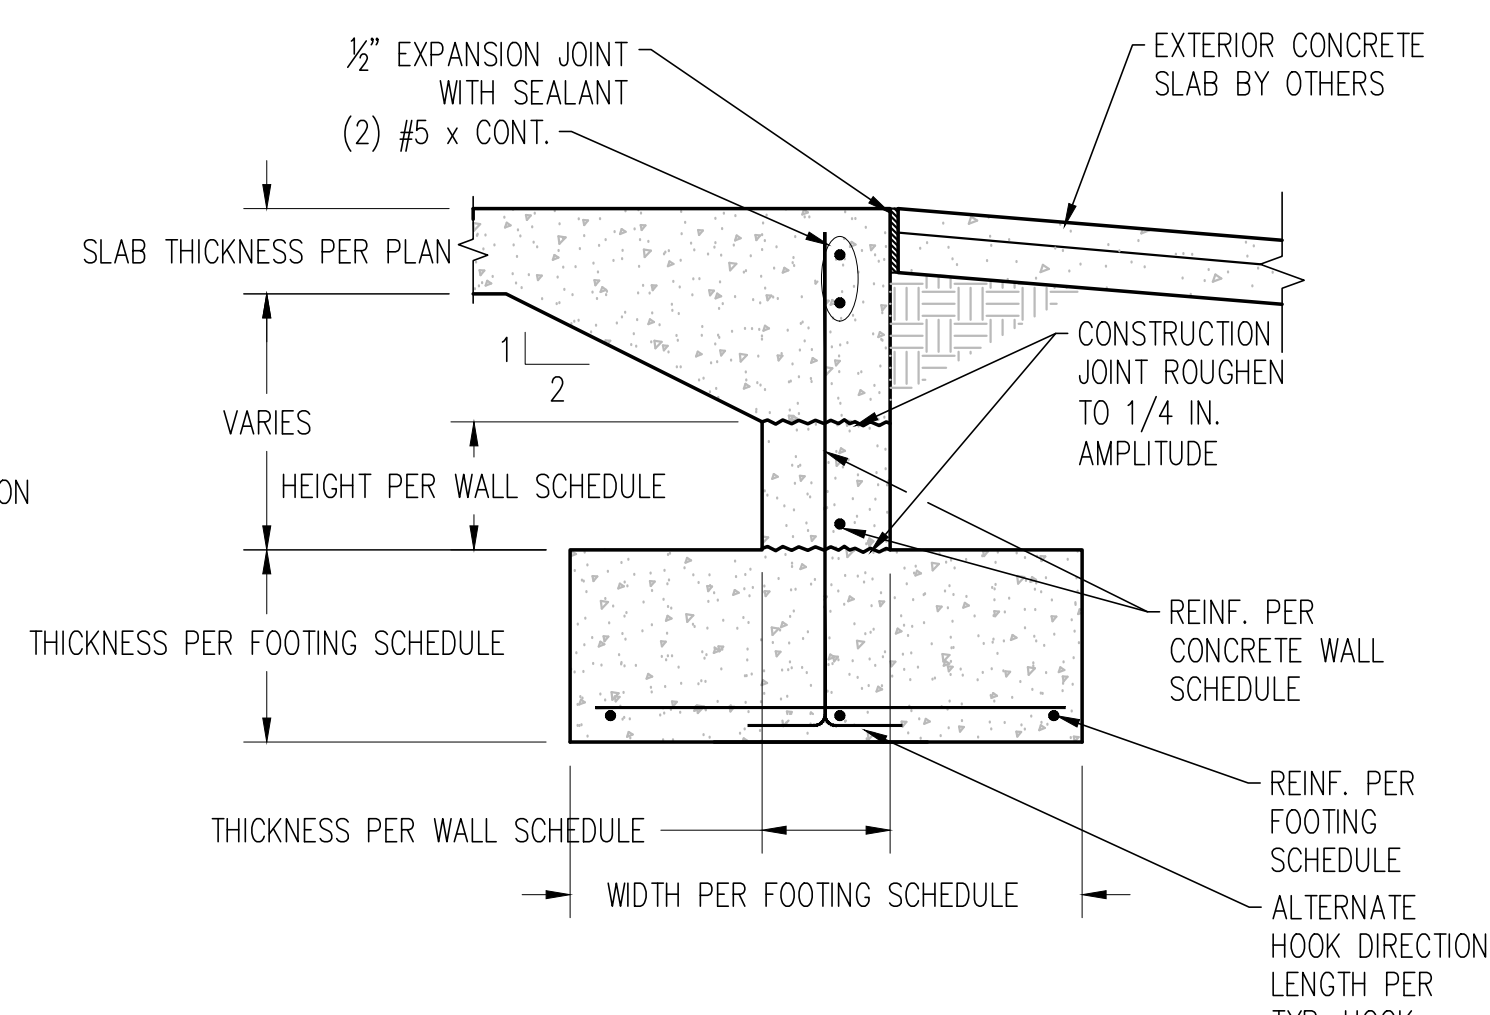 ½" EXPANSION JOINT
WITH SEALANT
(2) #5 x CONT.
EXTERIOR CONCRETE
SLAB BY OTHERS
SLAB THICKNESS PER PLAN
1
2
CONSTRUCTION
JOINT ROUGHEN
TO 1/4 IN.
AMPLITUDE
VARIES
HEIGHT PER WALL SCHEDULE
ON
THICKNESS PER FOOTING SCHEDULE
REINF. PER
CONCRETE WALL
SCHEDULE
REINF. PER
FOOTING
SCHEDULE
THICKNESS PER WALL SCHEDULE
WIDTH PER FOOTING SCHEDULE
ALTERNATE
HOOK DIRECTION
LENGTH PER
TYP. HOOK